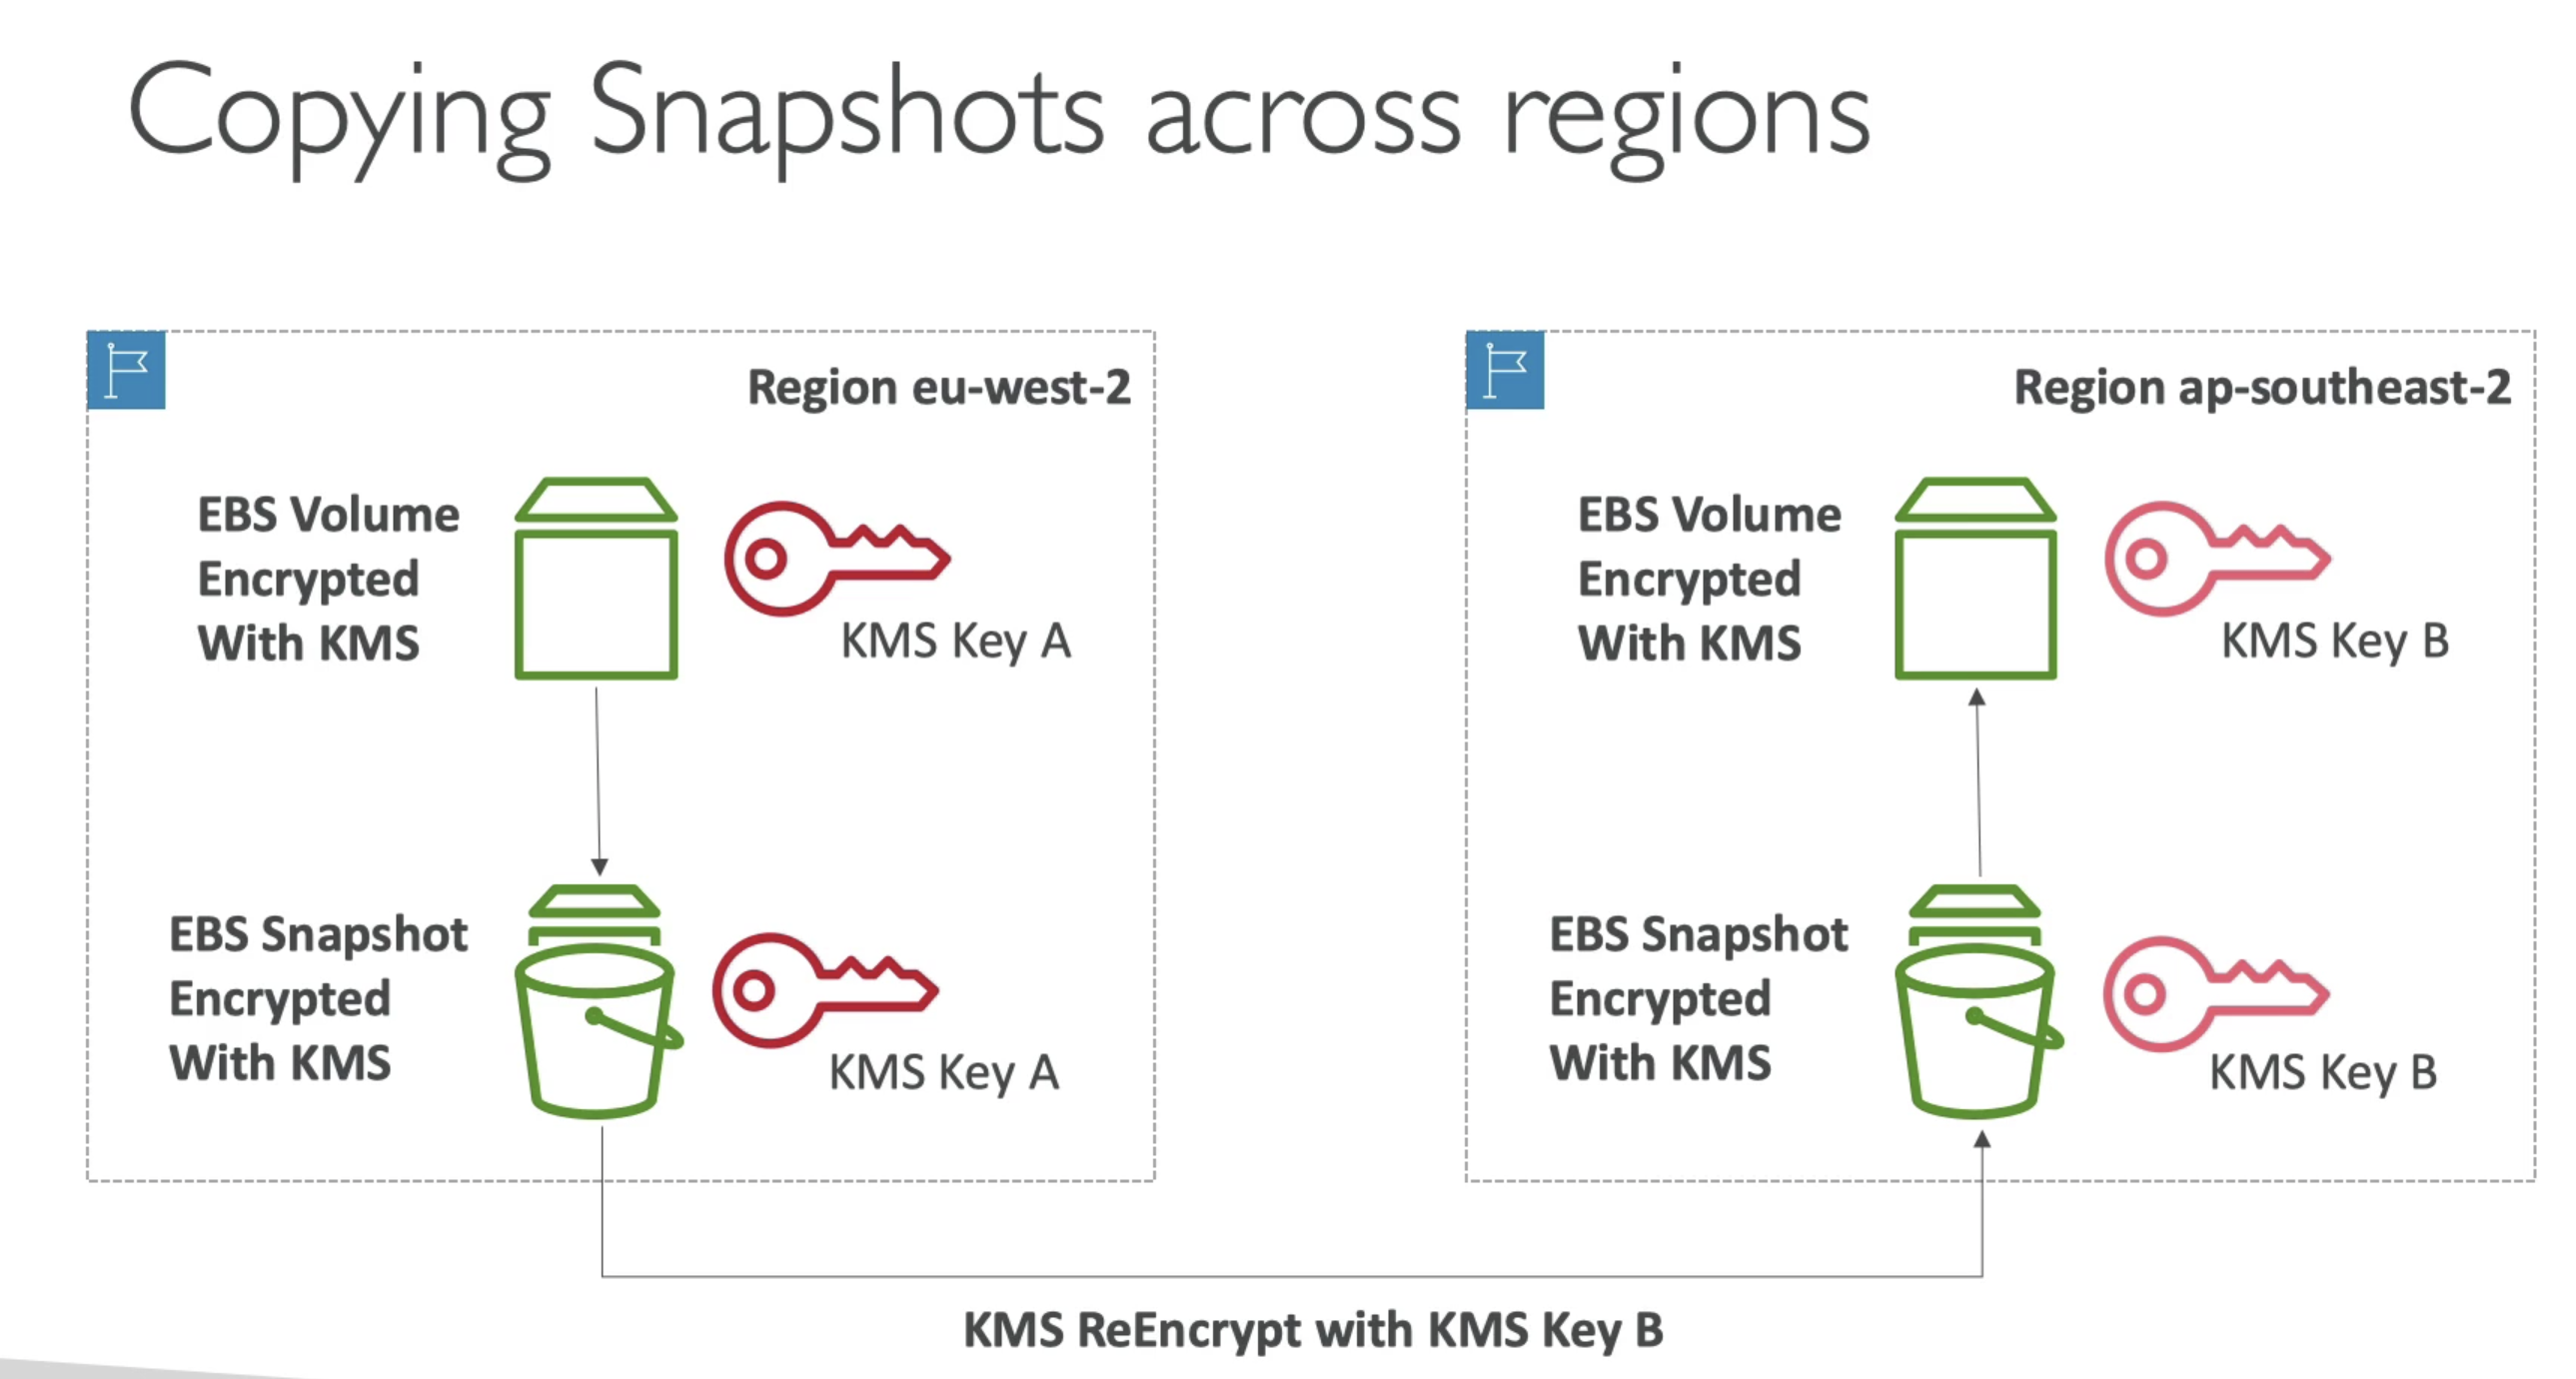 Copying Snapshots across regions
Region eu-west-2
EBS Volume
Encrypted
With KMS
KMS Key A
EBS Snapshot
Encrypted
With KMS
KMS Key A
Region ap-southeast-2
EBS Volume
Encrypted
With KMS
KMS Key B
EBS Snapshot
Encrypted
With KMS
KMS Key B
KMS ReEncrypt with KMS Key B